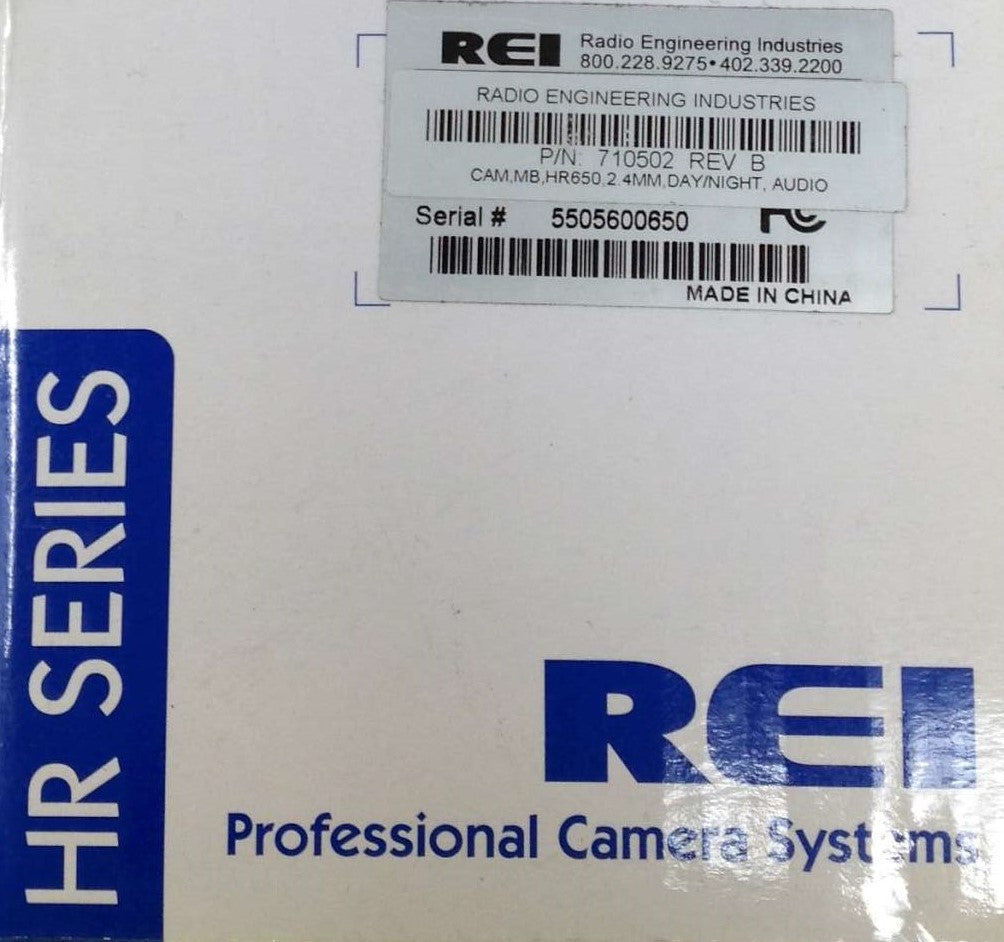 REI Radio Engineering Industries
800.228.9275•402.339.2200
RADIO ENGINEERING INDUSTRIES
P/N: 710502 REV B
CAM,MB,HR650,2.4MM,DAY/NIGHT, AUDIO
Serial # 5505600650 FC
MADE IN CHINA
HR SERIES
REI
Professional Camera Systems